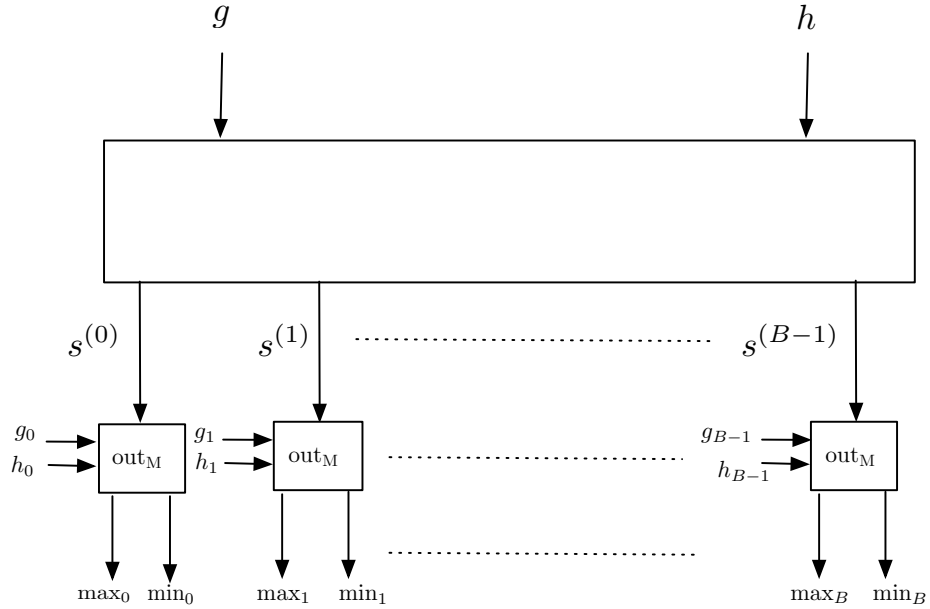 g h
s^(0) s^(1) s^(B−1)
g_0 g_1 g_{B−1}
h_0 out_M h_1 out_M h_{B−1} out_M
max_0 min_0 max_1 min_1 max_B min_B